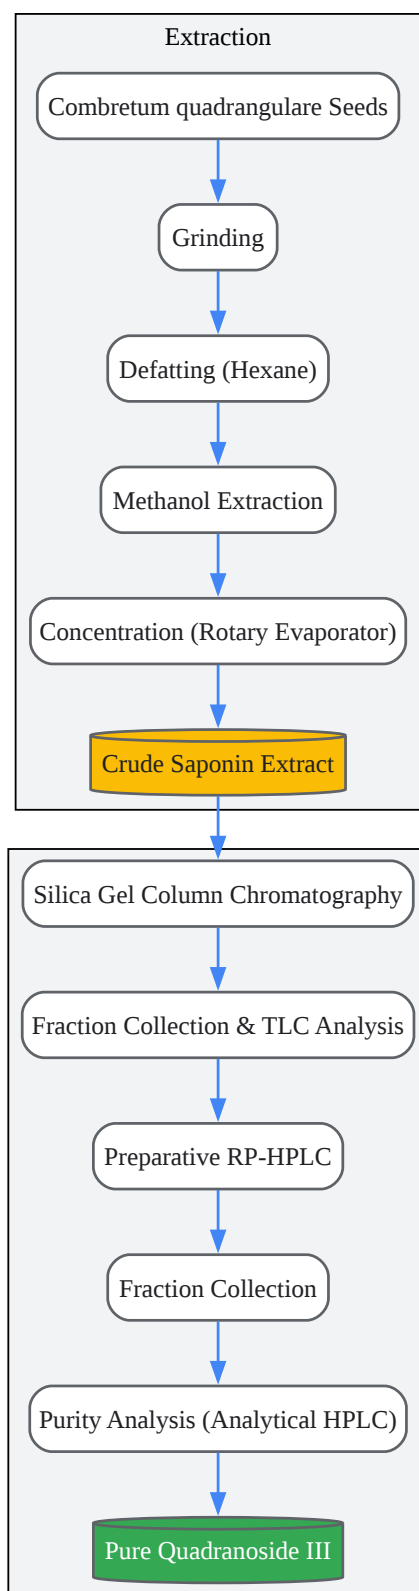 Extraction
Combretum quadrangulare Seeds
Grinding
Defatting (Hexane)
Methanol Extraction
Concentration (Rotary Evaporator)
Crude Saponin Extract
Silica Gel Column Chromatography
Fraction Collection & TLC Analysis
Preparative RP-HPLC
Fraction Collection
Purity Analysis (Analytical HPLC)
Pure Quadranoside III